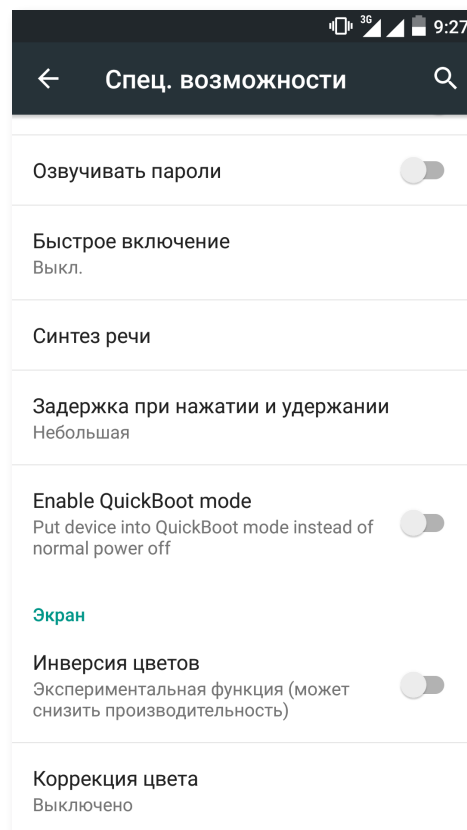 3G 9:27
Спец. возможности
Озвучивать пароли
Быстрое включение
Выкл.
Синтез речи
Задержка при нажатии и удержании
Небольшая
Enable QuickBoot mode
Put device into QuickBoot mode instead of
normal power off
Экран
Инверсия цветов
Экспериментальная функция (может
снизить производительность)
Коррекция цвета
Выключено